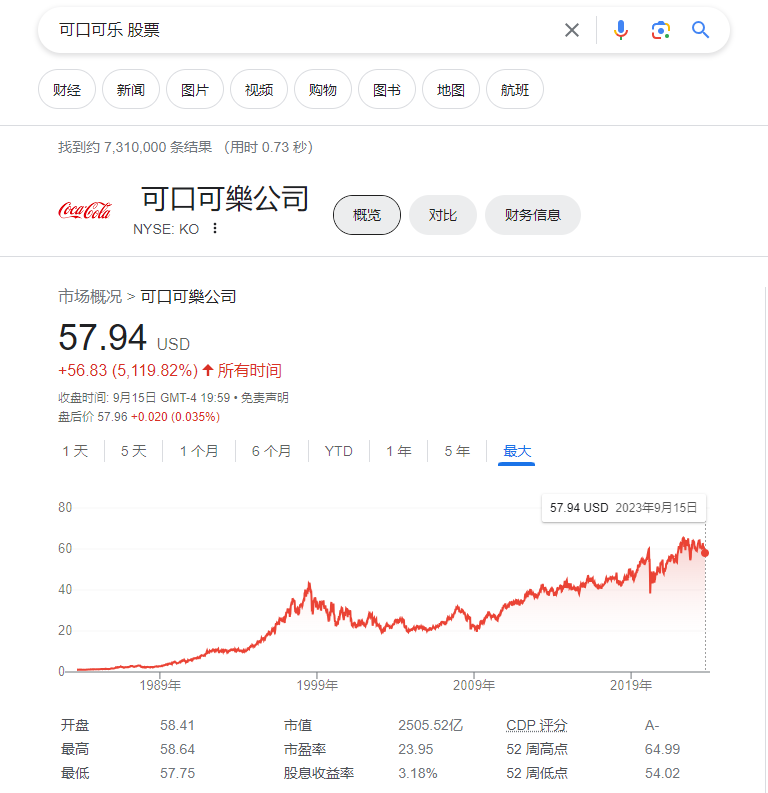 可口可乐 股票
财经 新闻 图片 视频 购物 图书 地图 航班
找到约 7,310,000 条结果 （用时 0.73 秒）
Coca-Cola
可口可樂公司
NYSE: KO
概览 对比 财务信息
市场概况 > 可口可樂公司
57.94 USD
+56.83 (5,119.82%) 所有时间
收盘时间: 9月15日 GMT-4 19:59 • 免责声明
盘后价 57.96 +0.020 (0.035%)
1 天 5 天 1 个月 6 个月 YTD 1 年 5 年 最大
57.94 USD 2023年9月15日
80
60
40
20
0
1989年 1999年 2009年 2019年
开盘 58.41 市值 2505.52亿 CDP 评分 A-
最高 58.64 市盈率 23.95 52 周高点 64.99
最低 57.75 股息收益率 3.18% 52 周低点 54.02